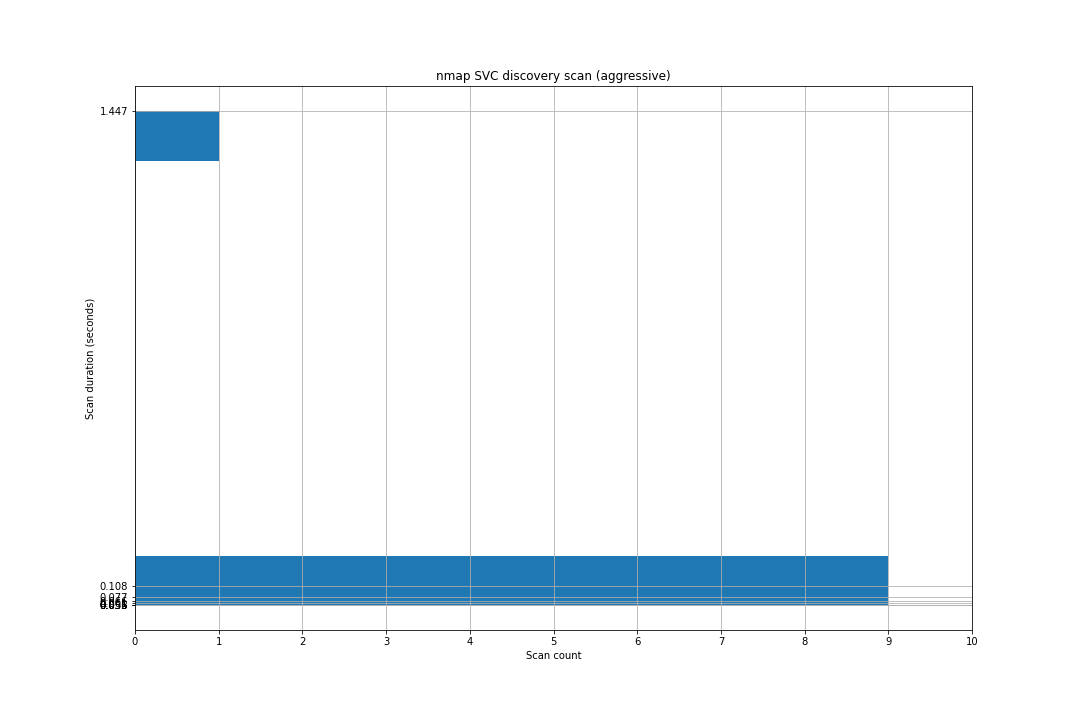 nmap SVC discovery scan (aggressive)
1.447
Scan duration (seconds)
0.108
0.077
0 1 2 3 4 5 6 7 8 9 10
Scan count